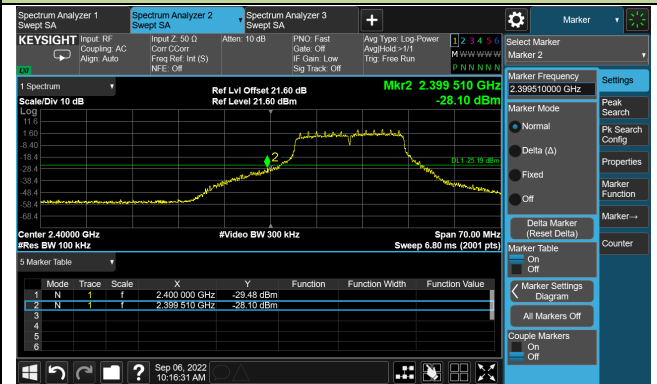 Spectrum Analyzer 1
Swept SA
Spectrum Analyzer 2
Swept SA
Spectrum Analyzer 3
Swept SA
Marker
KEYSIGHT
Input: RF
Coupling: AC
Align: Auto
Input Z: 50 Ω
Corr CCorr
Freq Ref: Int (S)
NFE: Off
Atten: 10 dB
PNO: Fast
Gate: Off
IF Gain: Low
Sig Track: Off
Avg Type: Log-Power
Avg|Hold:>1/1
Trig: Free Run
1 2 3 4 5 6
M W W W W W
P N N N N N
Select Marker
Marker 2
1 Spectrum
Scale/Div 10 dB
Ref Lvl Offset 21.60 dB
Ref Level 21.60 dBm
Mkr2 2.399 510 GHz
-28.10 dBm
Log
11.6
1.60
-8.40
-18.4
-28.4
-38.4
-48.4
-58.4
-68.4
2
DL1 -25.19 dBm
Center 2.40000 GHz
#Res BW 100 kHz
#Video BW 300 kHz
Span 70.00 MHz
Sweep 6.80 ms (2001 pts)
5 Marker Table
Mode Trace Scale X Y Function Function Width Function Value
1 N 1 f 2.400 000 GHz -29.48 dBm
2 N 1 f 2.399 510 GHz -28.10 dBm
3
4
5
6
Sep 06, 2022
10:16:31 AM
Marker Frequency
2.399510000 GHz
Marker Mode
Normal
Delta (Δ)
Fixed
Off
Delta Marker
(Reset Delta)
Marker Table
On
Off
Marker Settings
Diagram
All Markers Off
Couple Markers
On
Off
Settings
Peak
Search
Pk Search
Config
Properties
Marker
Function
Marker→
Counter